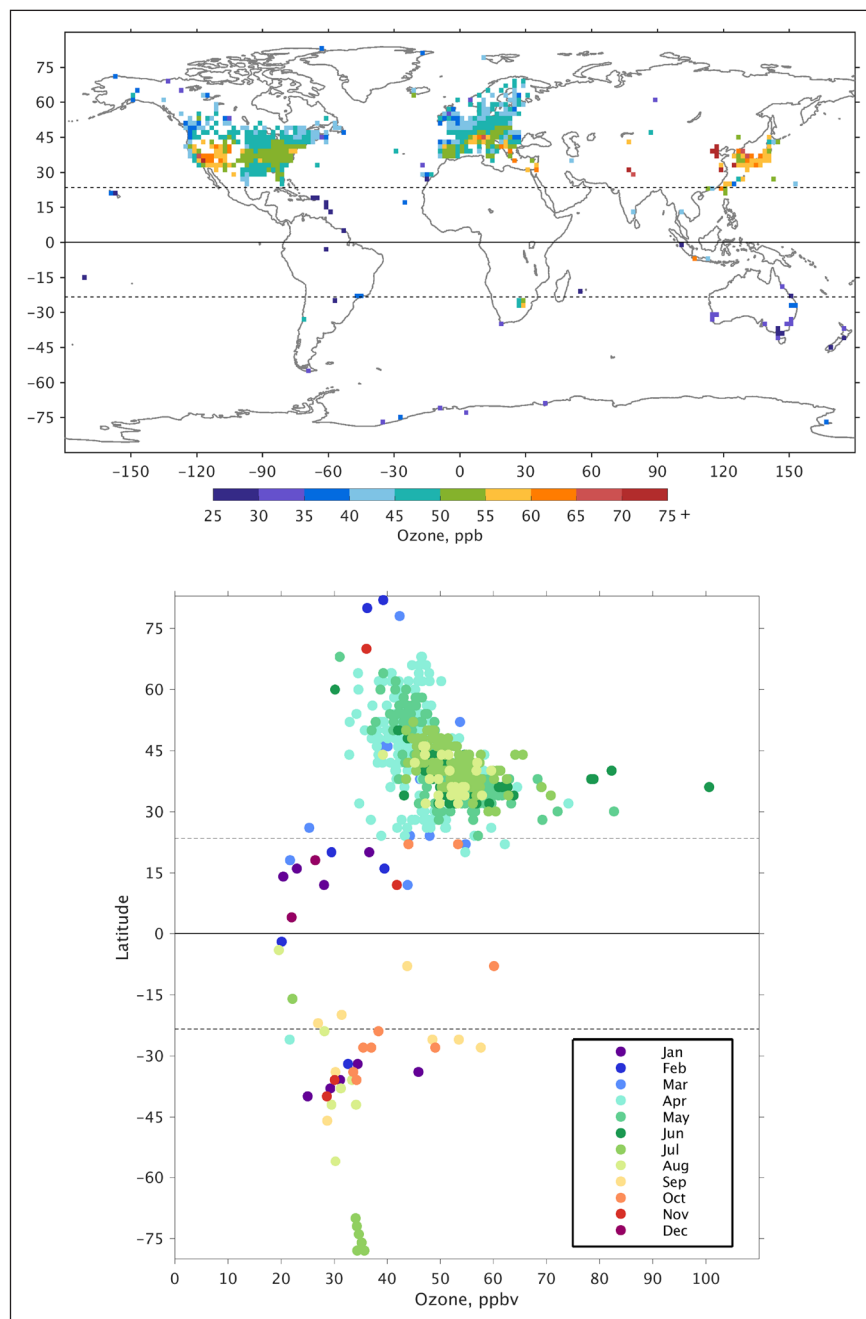 75
60
45
30
15
0
−15
−30
−45
−60
−75
−150 −120 −90 −60 −30 0 30 60 90 120 150
25 30 35 40 45 50 55 60 65 70 75+
Ozone, ppb
75
60
45
30
15
0
−15
−30
−45
−60
−75
Latitude
Jan
Feb
Mar
Apr
May
Jun
Jul
Aug
Sep
Oct
Nov
Dec
0 10 20 30 40 50 60 70 80 90 100
Ozone, ppbv